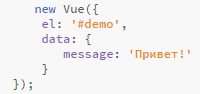 new Vue({
el: '#demo',
data: {
message: 'Привет!'
}
});